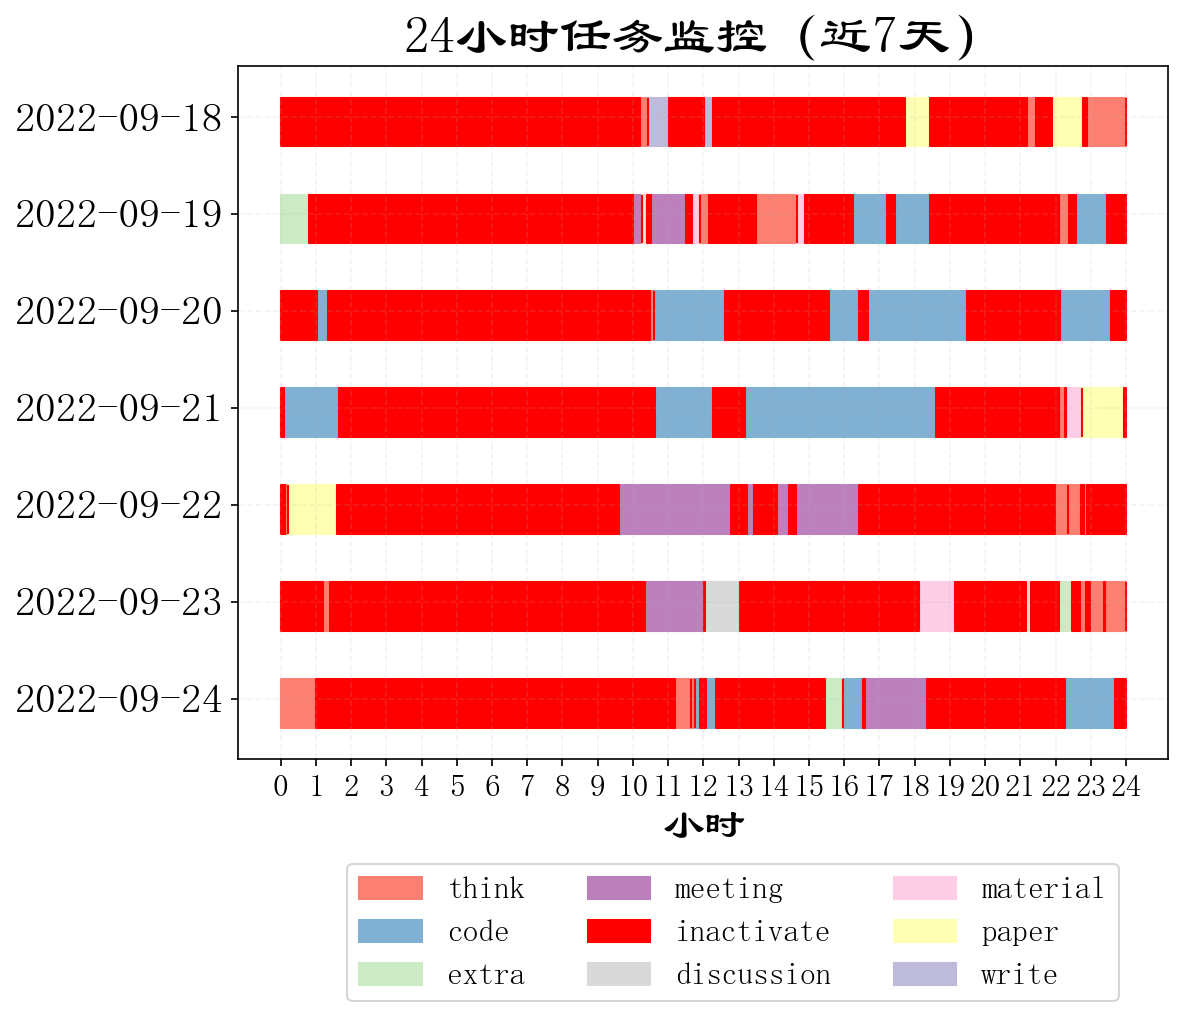 24小时任务监控 (近7天)
2022-09-18
2022-09-19
2022-09-20
2022-09-21
2022-09-22
2022-09-23
2022-09-24
0 1 2 3 4 5 6 7 8 9 10 11 12 13 14 15 16 17 18 19 20 21 22 23 24
小时
think meeting material
code inactivate paper
extra discussion write